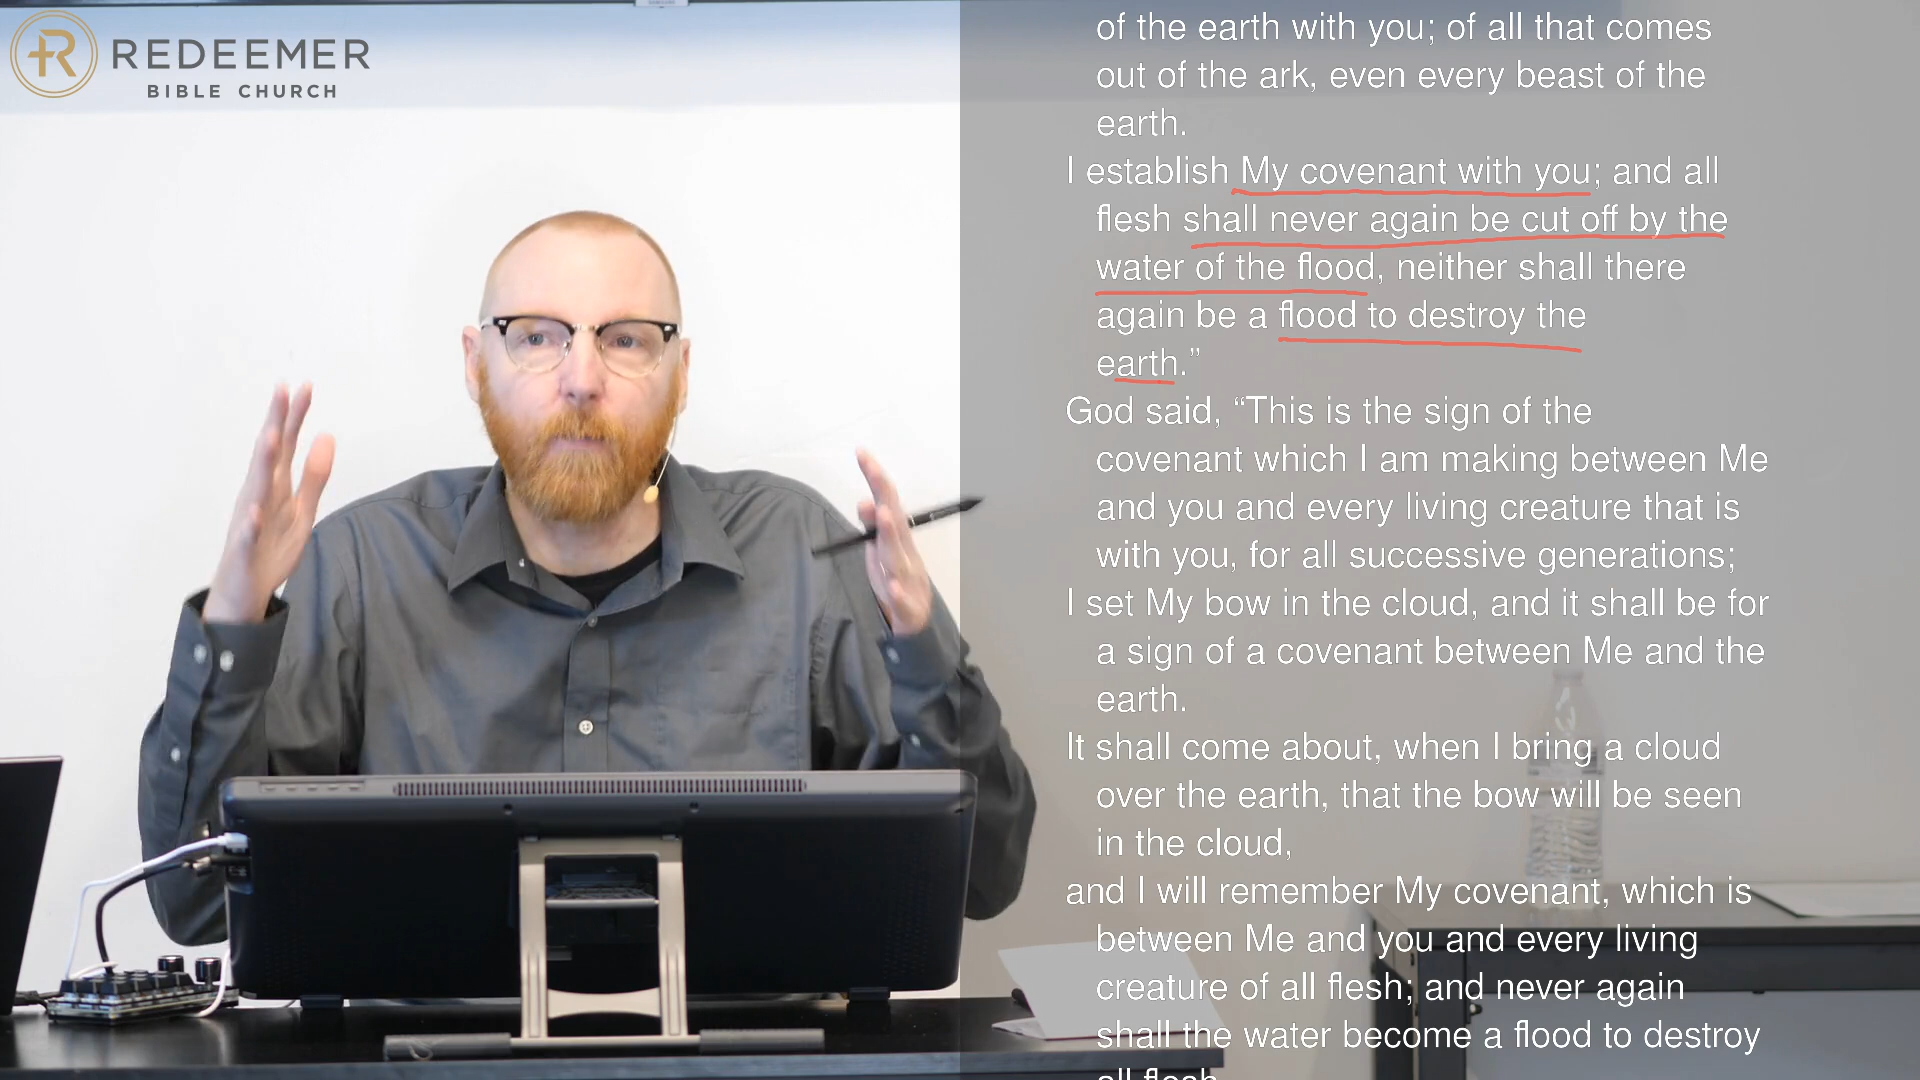 SAMSUNG
REDEEMER
BIBLE CHURCH
of the earth with you; of all that comes
out of the ark, even every beast of the
earth.
I establish My covenant with you; and all
flesh shall never again be cut off by the
water of the flood, neither shall there
again be a flood to destroy the
earth.”
God said, “This is the sign of the
covenant which I am making between Me
and you and every living creature that is
with you, for all successive generations;
I set My bow in the cloud, and it shall be for
a sign of a covenant between Me and the
earth.
It shall come about, when I bring a cloud
over the earth, that the bow will be seen
in the cloud,
and I will remember My covenant, which is
between Me and you and every living
creature of all flesh; and never again
shall the water become a flood to destroy
all flesh